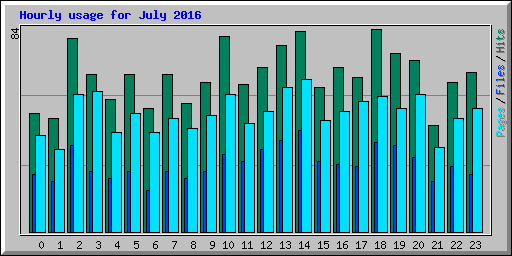 Hourly usage for July 2016
84
Pages/Files/Hits
0 1 2 3 4 5 6 7 8 9 10 11 12 13 14 15 16 17 18 19 20 21 22 23